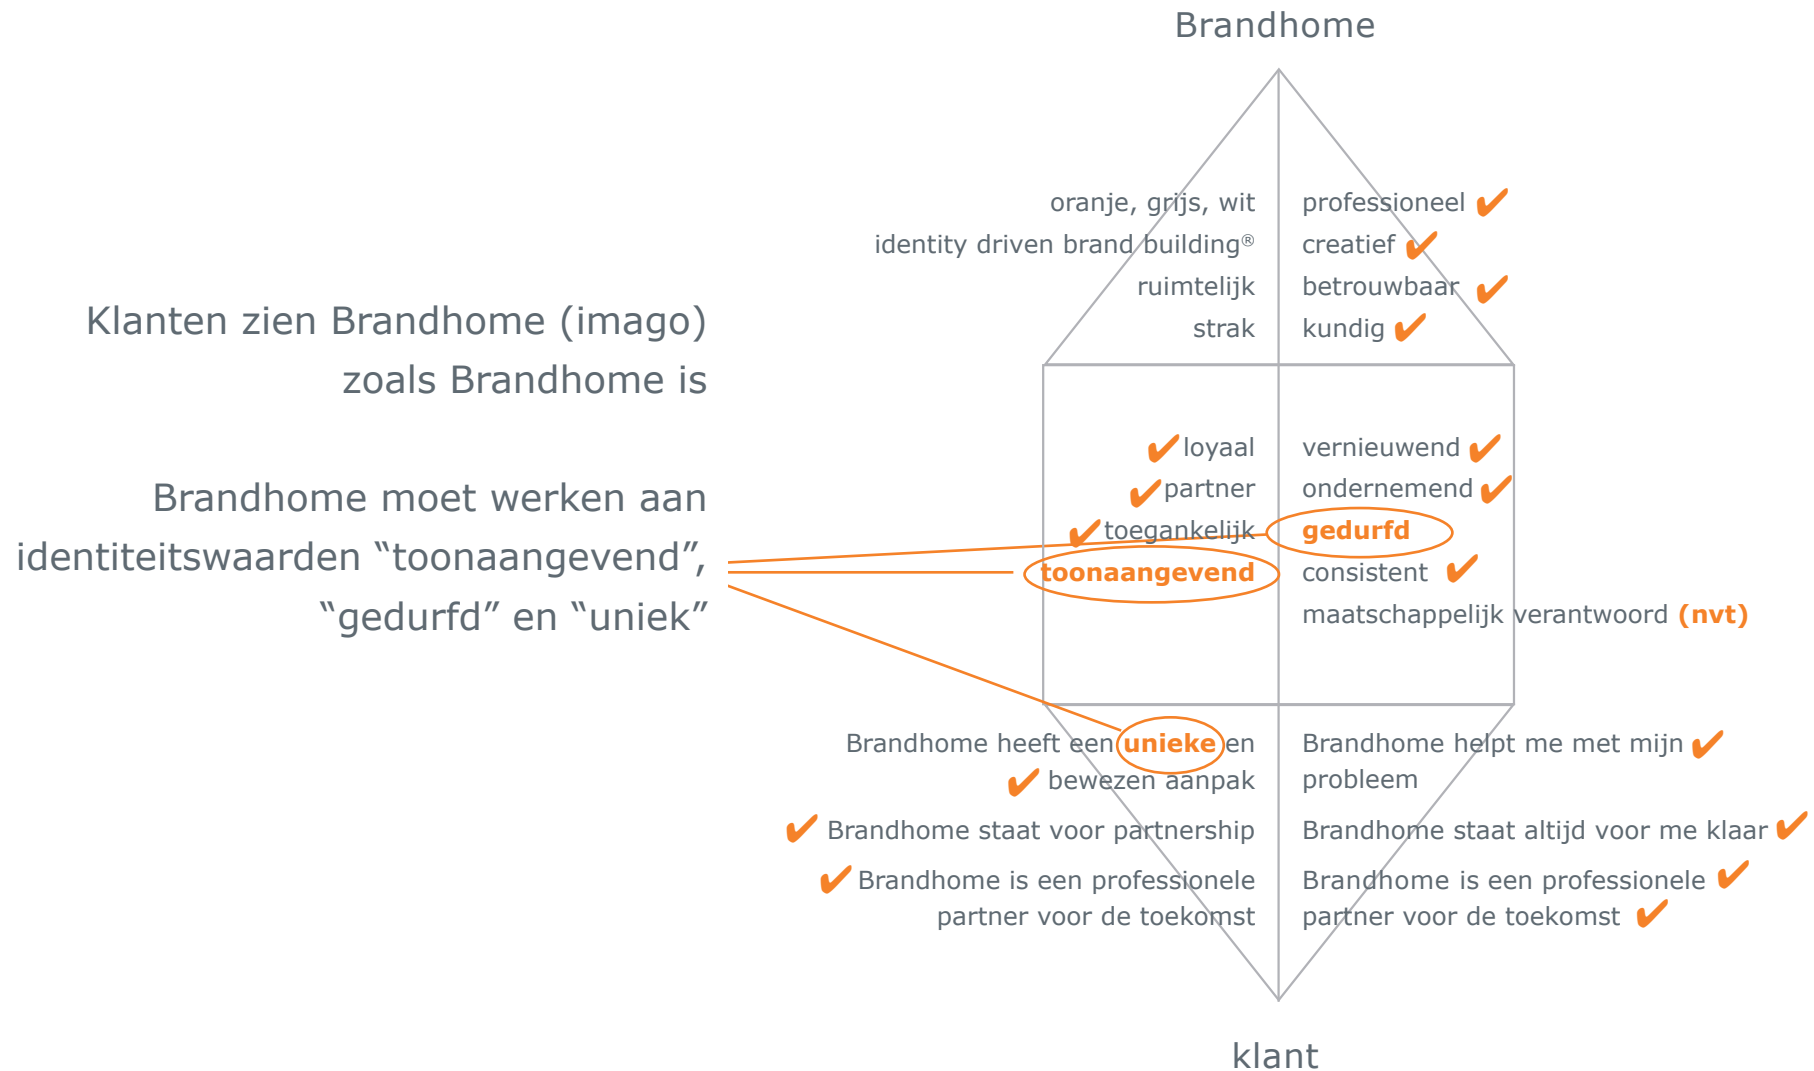 Brandhome
Klanten zien Brandhome (imago)
zoals Brandhome is
Brandhome moet werken aan
identiteitswaarden “toonaangevend”,
“gedurfd” en “uniek”
oranje, grijs, wit
identity driven brand building®
ruimtelijk
strak
professioneel ✔
creatief ✔
betrouwbaar ✔
kundig ✔
✔ loyaal
✔ partner
✔ toegankelijk
toonaangevend
vernieuwend ✔
ondernemend ✔
gedurfd
consistent ✔
maatschappelijk verantwoord (nvt)
Brandhome heeft een unieke en
✔ bewezen aanpak
✔ Brandhome staat voor partnership
✔ Brandhome is een professionele
partner voor de toekomst
Brandhome helpt me met mijn ✔
probleem
Brandhome staat altijd voor me klaar ✔
Brandhome is een professionele ✔
partner voor de toekomst ✔
klant